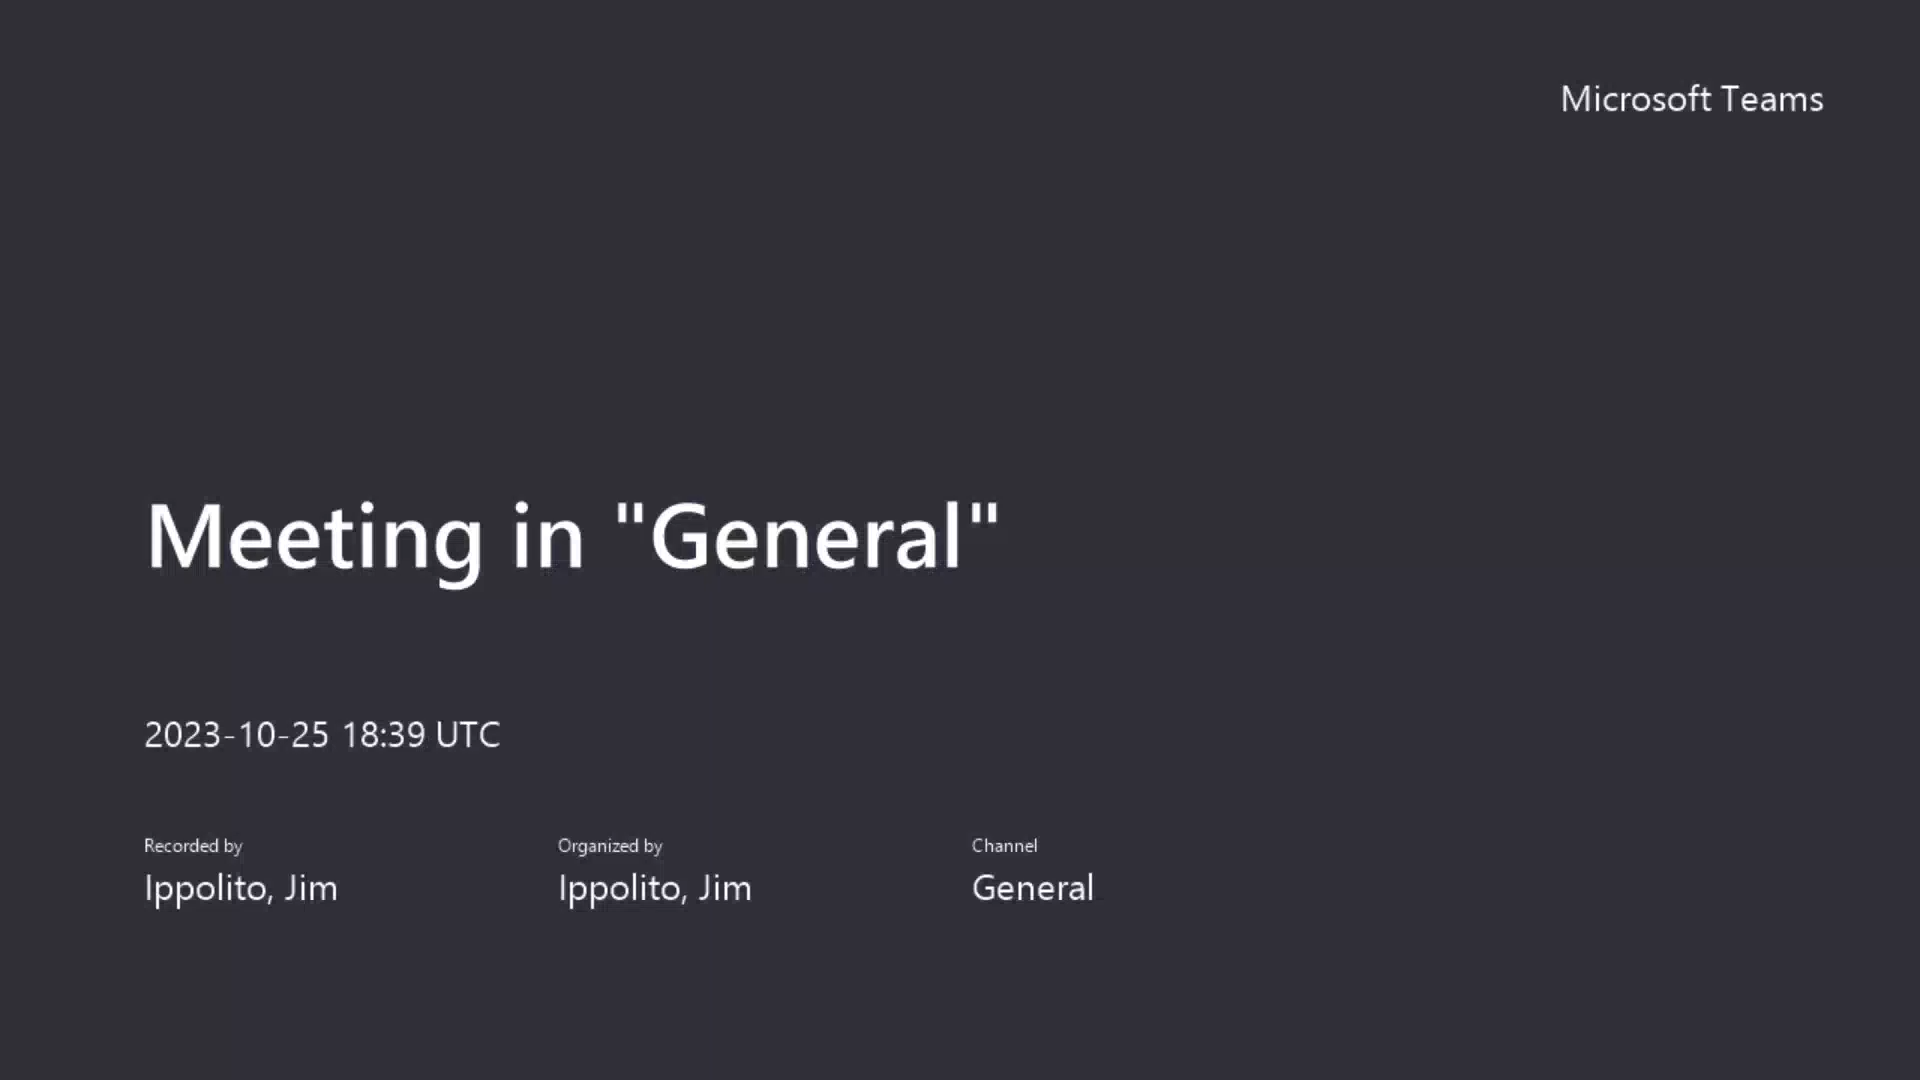 Microsoft Teams
Meeting in "General"
2023-10-25 18:39 UTC
Recorded by
Ippolito, Jim
Organized by
Ippolito, Jim
Channel
General